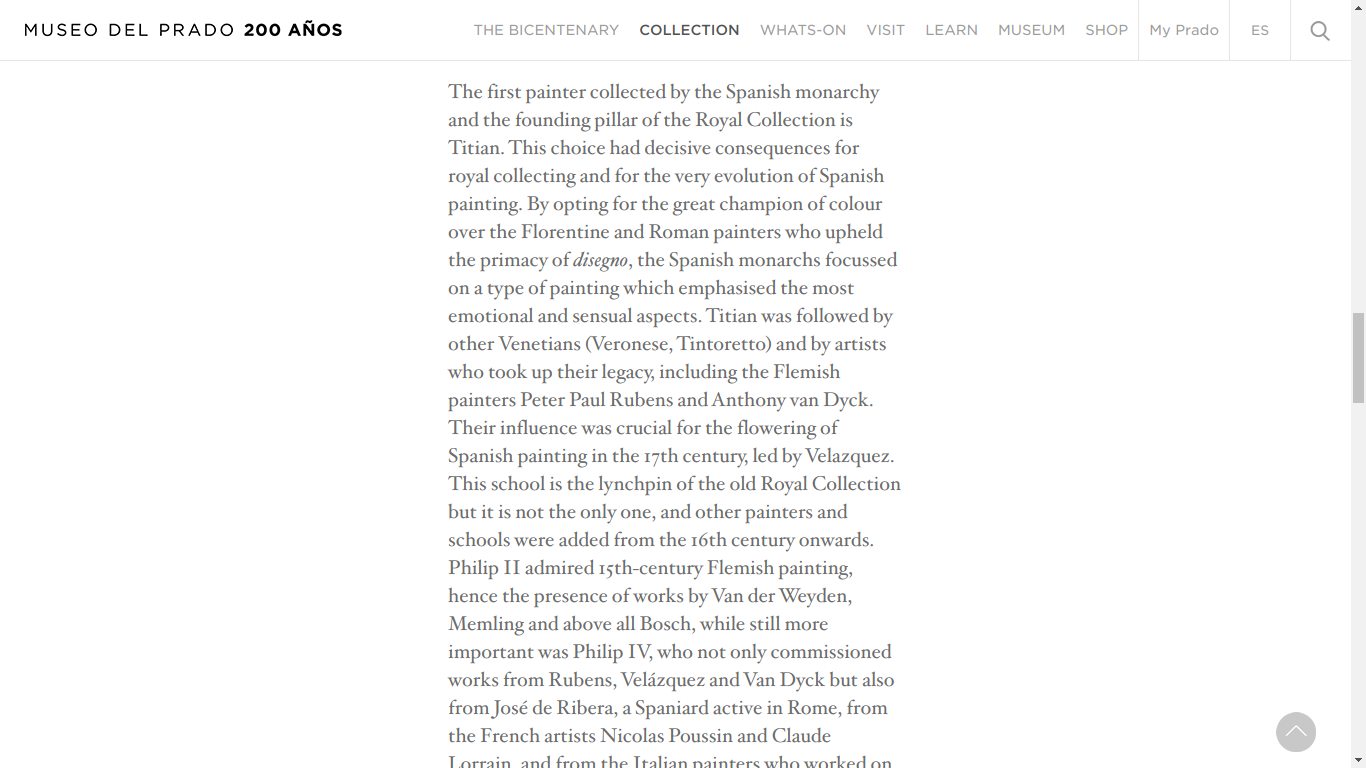 MUSEO DEL PRADO 200 AÑOS
THE BICENTENARY COLLECTION WHATS-ON VISIT LEARN MUSEUM SHOP My Prado ES
The first painter collected by the Spanish monarchy
and the founding pillar of the Royal Collection is
Titian. This choice had decisive consequences for
royal collecting and for the very evolution of Spanish
painting. By opting for the great champion of colour
over the Florentine and Roman painters who upheld
the primacy of disegno, the Spanish monarchs focussed
on a type of painting which emphasised the most
emotional and sensual aspects. Titian was followed by
other Venetians (Veronese, Tintoretto) and by artists
who took up their legacy, including the Flemish
painters Peter Paul Rubens and Anthony van Dyck.
Their influence was crucial for the flowering of
Spanish painting in the 17th century, led by Velazquez.
This school is the lynchpin of the old Royal Collection
but it is not the only one, and other painters and
schools were added from the 16th century onwards.
Philip II admired 15th-century Flemish painting,
hence the presence of works by Van der Weyden,
Memling and above all Bosch, while still more
important was Philip IV, who not only commissioned
works from Rubens, Velázquez and Van Dyck but also
from José de Ribera, a Spaniard active in Rome, from
the French artists Nicolas Poussin and Claude
Lorrain, and from the Italian painters who worked on